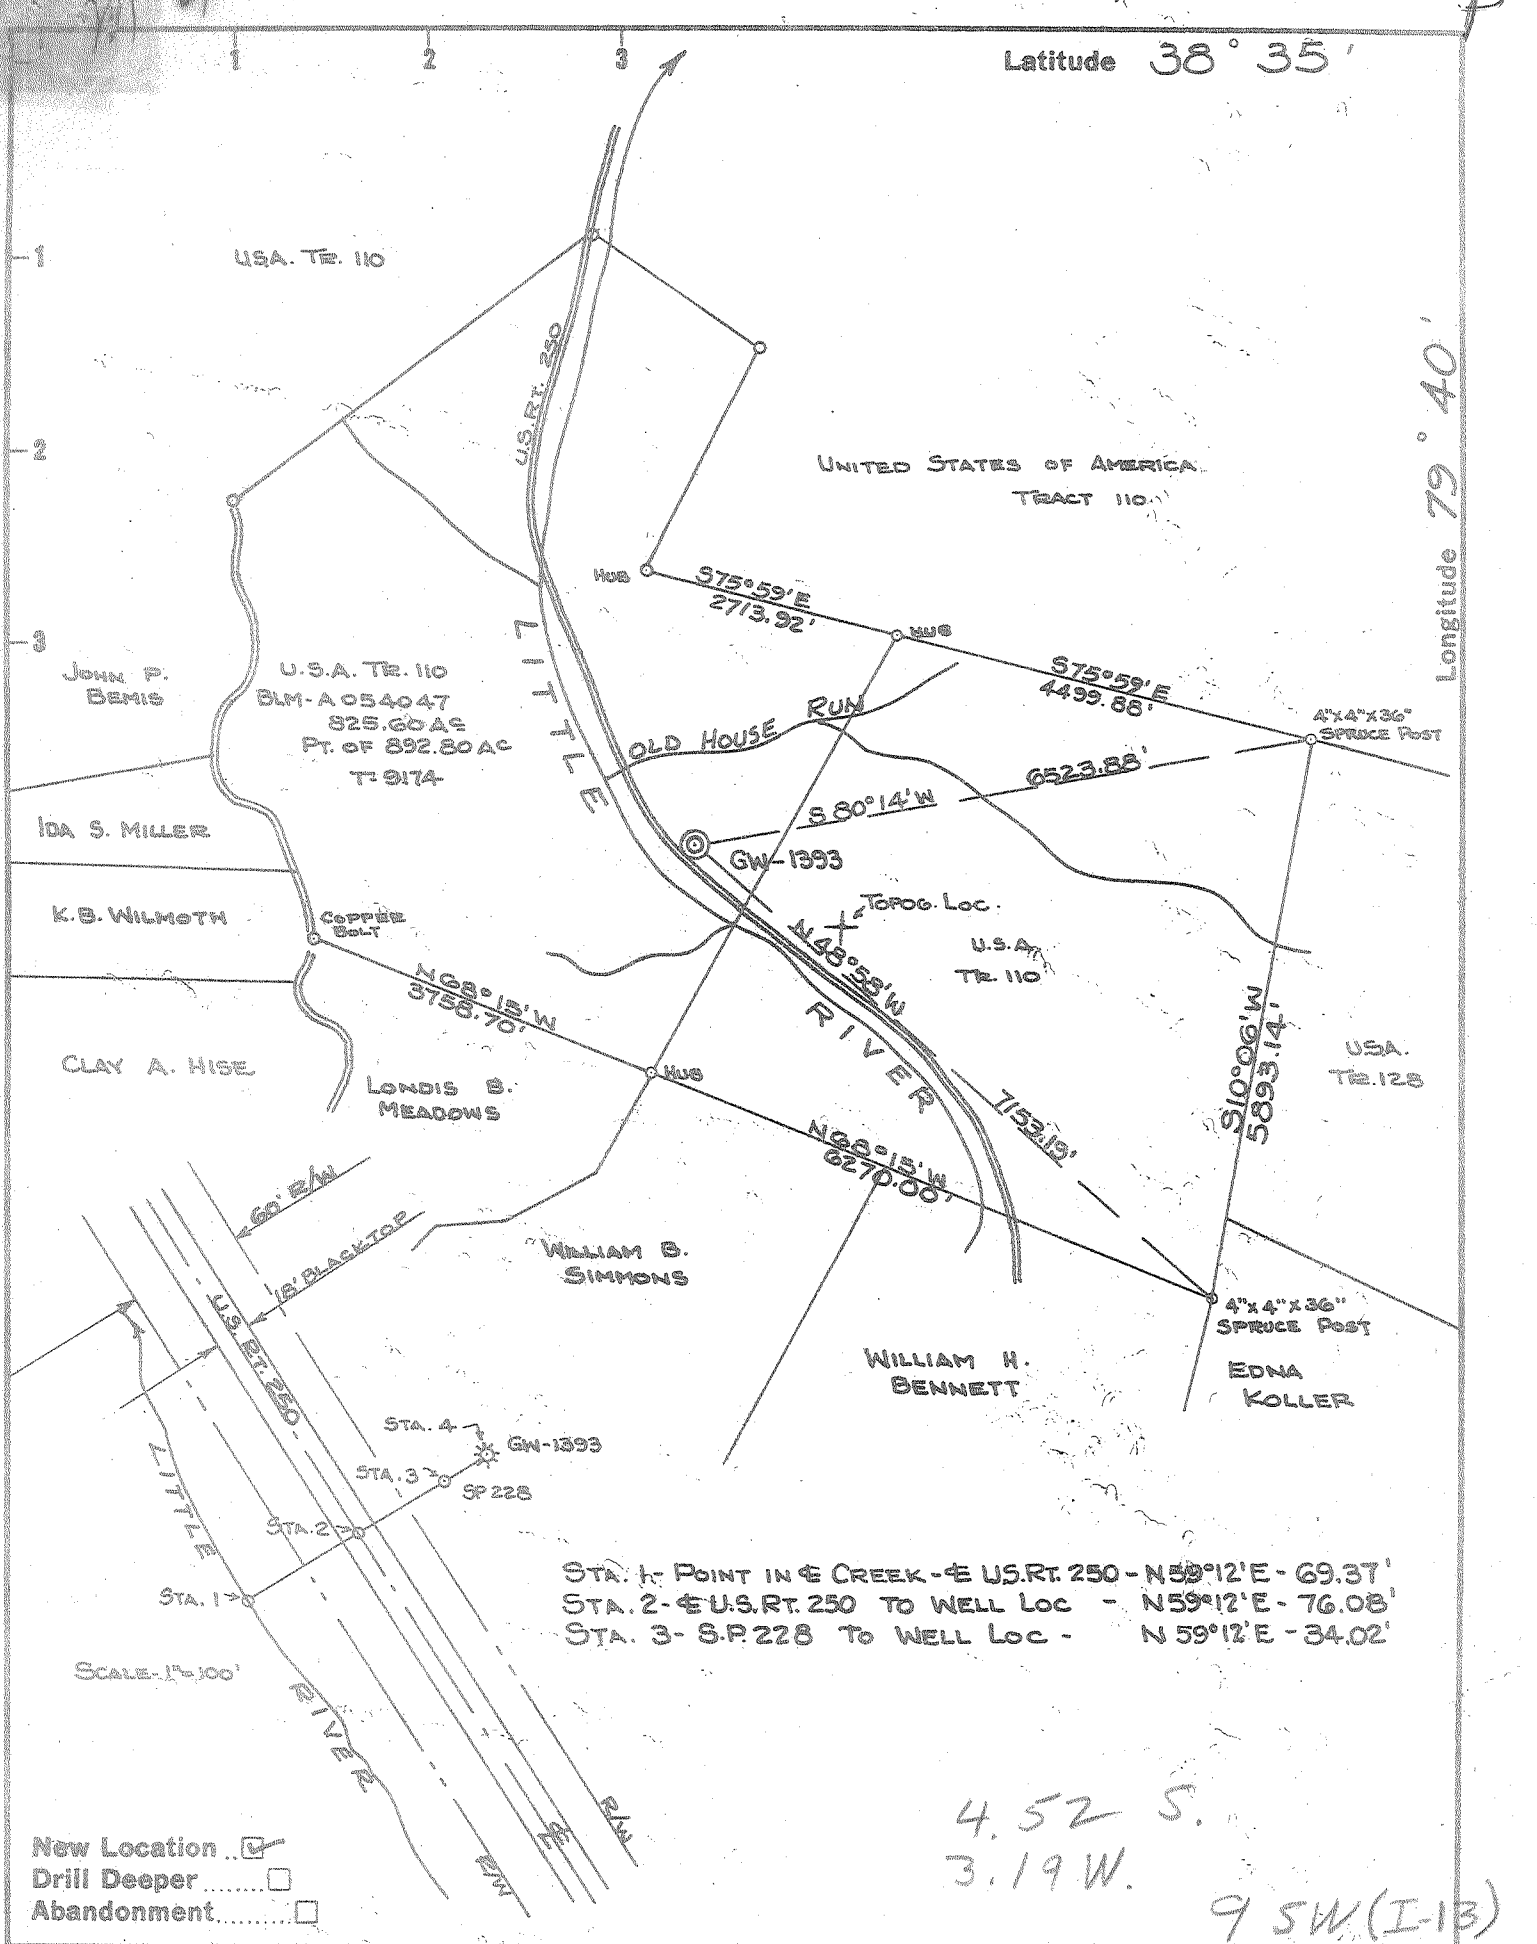 1
2
3
Latitude 38° 35'
1
USA. TR. 110
U.S. RT. 250
2
UNITED STATES OF AMERICA
TRACT 110
Longitude 79° 40'
HUB
S75°59'E
2713.92'
HUB
3
S75°59'E
4499.88'
JOHN P.
BEMIS
U.S.A. TR. 110
BLM-A 054047
825.60 AC
PT. OF 892.80 AC
T-9174
LITTLE
OLD HOUSE RUN
4"x4"x36"
SPRUCE POST
6523.88'
S 80°14'W
IDA S. MILLER
GW-1393
K.B. WILMOTH
COPPER
BOLT
TOPOG. LOC.
U.S.A.
TR. 110
N 48°58'W
N 68°15'W
3758.70'
RIVER
S10°06'W
5893.14'
USA.
TR. 128
CLAY A. HISE
LONDIS B.
MEADOWS
HUB
7153.19'
N 68°15'W
6270.00'
60' R/W
18' BLACKTOP
WILLIAM B.
SIMMONS
4"x4"x36"
SPRUCE POST
U.S. RT. 250
WILLIAM H.
BENNETT
EDNA
KOLLER
STA. 4
GW-1393
STA. 3
SP 228
LITTLE
STA. 2
STA. 1
STA. 1- POINT IN ℄ CREEK - ℄ US.RT. 250 - N59°12'E - 69.37'
STA. 2- ℄ U.S.RT. 250 TO WELL LOC - N59°12'E - 76.08'
STA. 3- S.P. 228 TO WELL LOC - N 59°12'E - 34.02'
SCALE-1"=100'
RIVER
R/W
℄
R/W
4.52 S.
3.19 W.
New Location
Drill Deeper
Abandonment
9 SW (I-13)